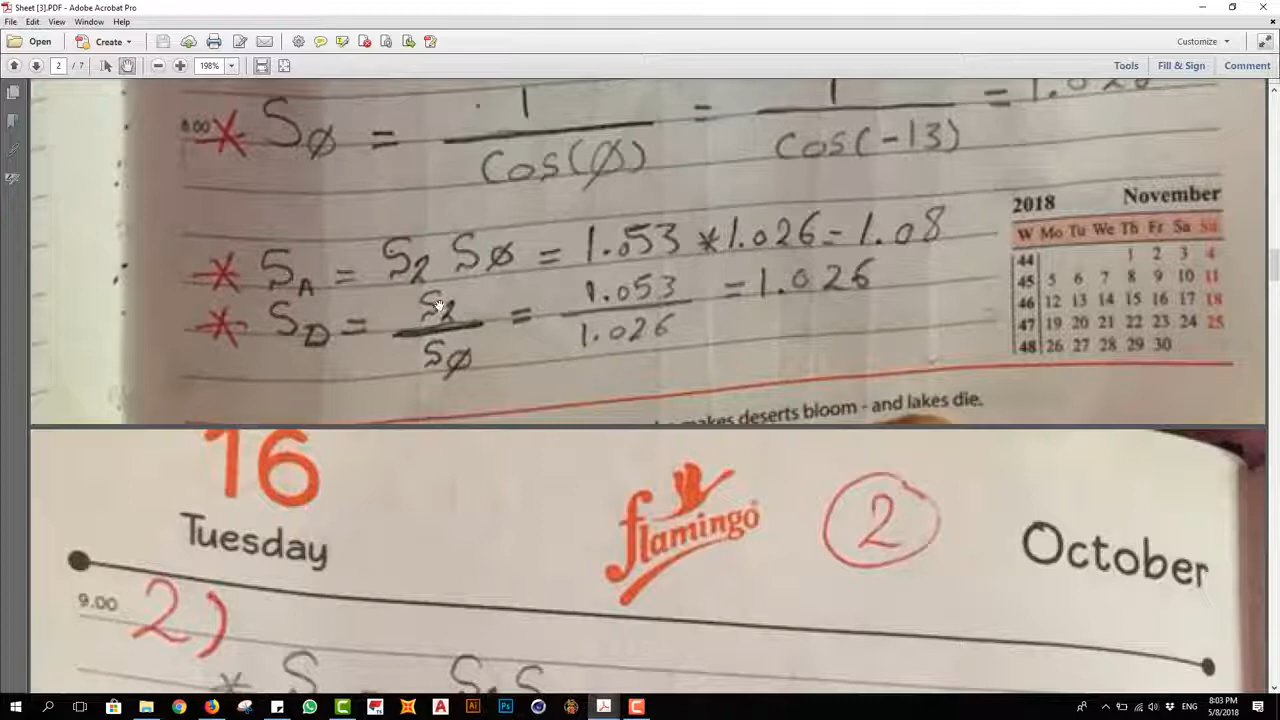 Sheet [3].PDF - Adobe Acrobat Pro
File Edit View Window Help
Open Create Customize
2 / 7 198% Tools Fill & Sign Comment
8.00 * SØ = 1 / Cos(Ø) = 1 / Cos(-13) = 1.026
* SA = S2 SØ = 1.053 * 1.026 = 1.08
* SD = S2 / SØ = 1.053 / 1.026 = 1.026
2018 November
W Mo Tu We Th Fr Sa Su
44 1 2 3 4
45 5 6 7 8 9 10 11
46 12 13 14 15 16 17 18
47 19 20 21 22 23 24 25
48 26 27 28 29 30
makes deserts bloom - and lakes die.
16
Tuesday
flamingo
2
October
9.00 2)
8:03 PM
ENG
5/8/2018